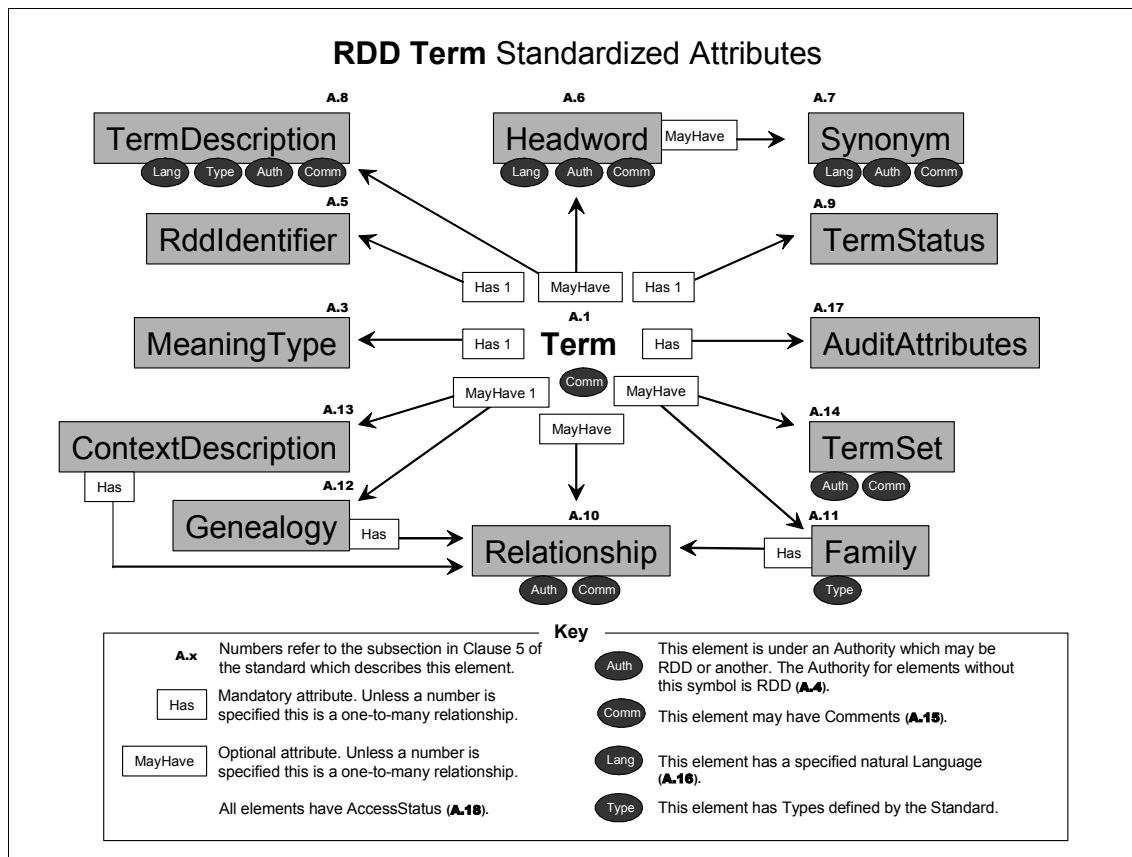 RDD Term Standardized Attributes
A.8
TermDescription
Lang Type Auth Comm
A.6
Headword
MayHave
Lang Auth Comm
A.7
Synonym
Lang Auth Comm
A.5
RddIdentifier
A.9
TermStatus
Has 1
MayHave
Has 1
A.3
MeaningType
Has 1
A.1
Term
Comm
Has
A.17
AuditAttributes
MayHave 1
MayHave
MayHave
A.13
ContextDescription
Has
A.14
TermSet
Auth Comm
A.12
Genealogy
Has
A.10
Relationship
Auth Comm
A.11
Has
Family
Type
Key
A.x
Numbers refer to the subsection in Clause 5 of
the standard which describes this element.
Has
Mandatory attribute. Unless a number is
specified this is a one-to-many relationship.
MayHave
Optional attribute. Unless a number is
specified this is a one-to-many relationship.
All elements have AccessStatus (A.18).
Auth
This element is under an Authority which may be
RDD or another. The Authority for elements without
this symbol is RDD (A.4).
Comm
This element may have Comments (A.15).
Lang
This element has a specified natural Language
(A.16).
Type
This element has Types defined by the Standard.